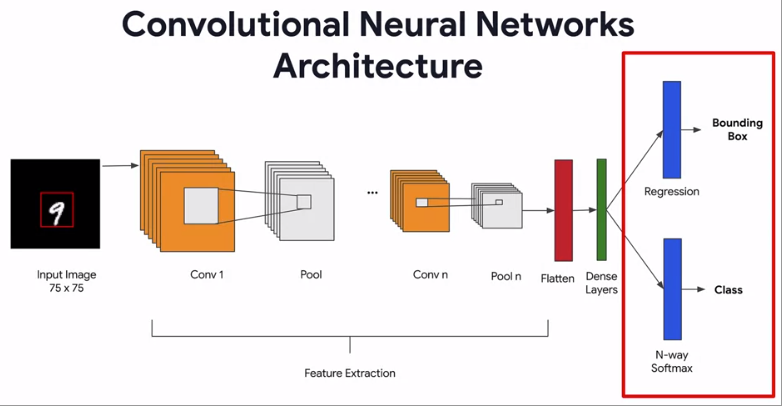 Convolutional Neural Networks
Architecture
Bounding
Box
Regression
9
...
Input Image
75 x 75
Conv 1
Pool
Conv n
Pool n
Flatten
Dense
Layers
Class
N-way
Softmax
Feature Extraction